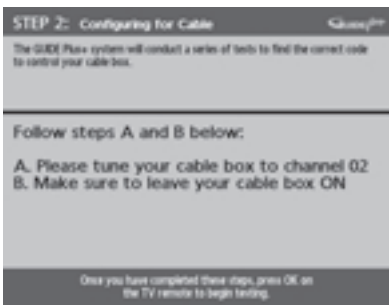 STEP 2: Configuring for Cable
The GUIDE Plus+ system will conduct a series of tests to find the correct code
to control your cable box.
Follow steps A and B below:
A. Please tune your cable box to channel 02
B. Make sure to leave your cable box ON
Once you have completed these steps, press OK on
the TV remote to begin testing.